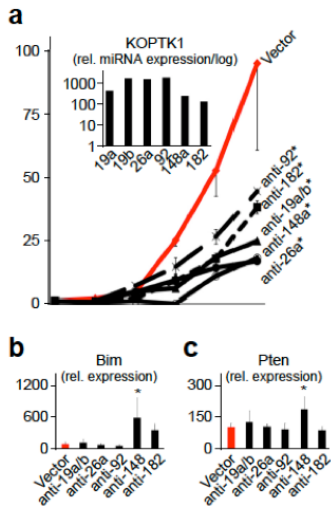 a
KOPTK1
(rel. miRNA expression/log)
1000
100
10
1
19a
19b
26a
92
148a
182
100
75
50
25
0
Vector
anti-92*
anti-182*
anti-19a/b*
anti-148a*
anti-26a*
b
Bim
(rel. expression)
1200
600
0
*
Vector
anti-19a/b
anti-26a
anti-92
anti-148
anti-182
c
Pten
(rel. expression)
300
150
0
*
Vector
anti-19a/b
anti-26a
anti-92
anti-148
anti-182